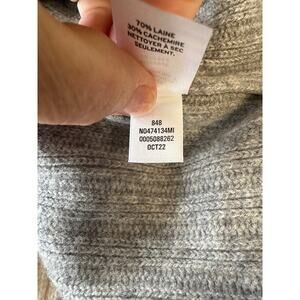 70% LAINE
30% CACHEMIRE
NETTOYER À SEC
SEULEMENT.
848
N0474134MI
0005088262
OCT22